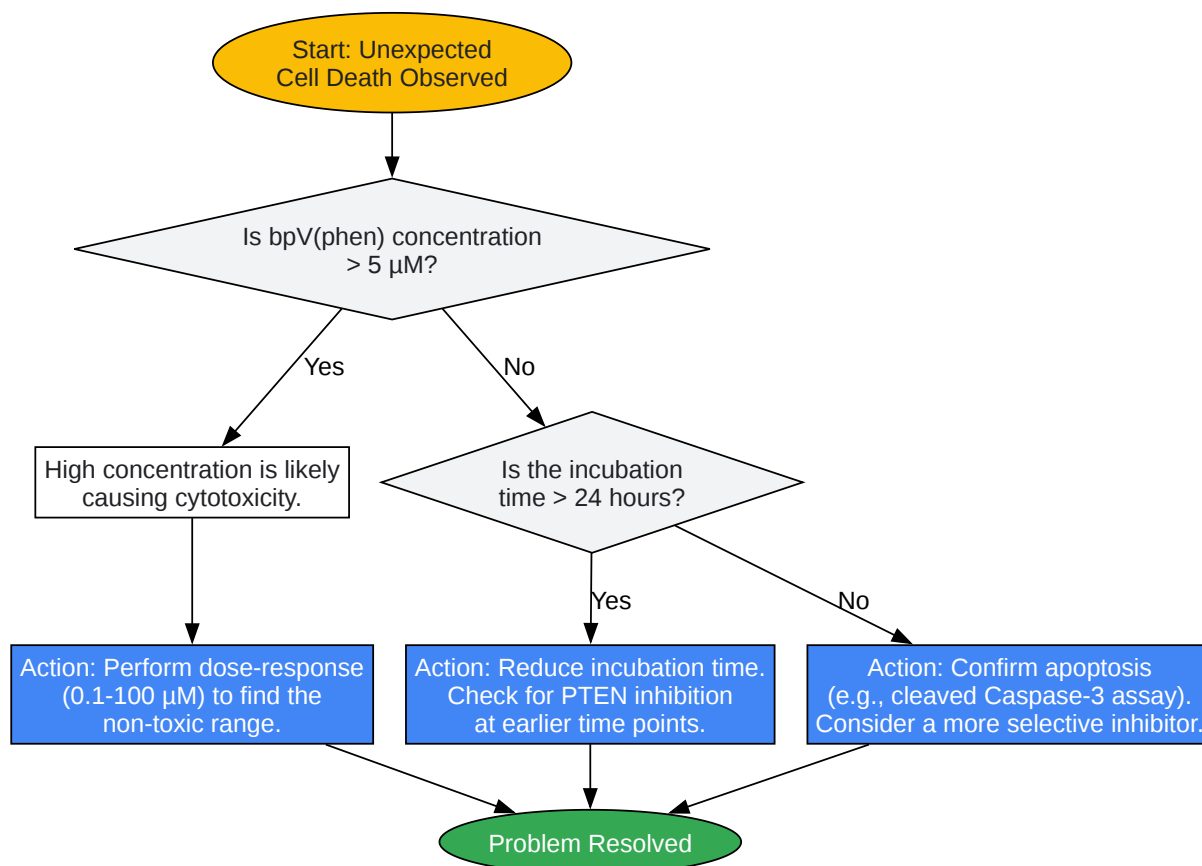 Start: Unexpected
Cell Death Observed
Is bpV(phen) concentration
> 5 µM?
Yes
No
High concentration is likely
causing cytotoxicity.
Is the incubation
time > 24 hours?
Yes
No
Action: Perform dose-response
(0.1-100 µM) to find the
non-toxic range.
Action: Reduce incubation time.
Check for PTEN inhibition
at earlier time points.
Action: Confirm apoptosis
(e.g., cleaved Caspase-3 assay).
Consider a more selective inhibitor.
Problem Resolved